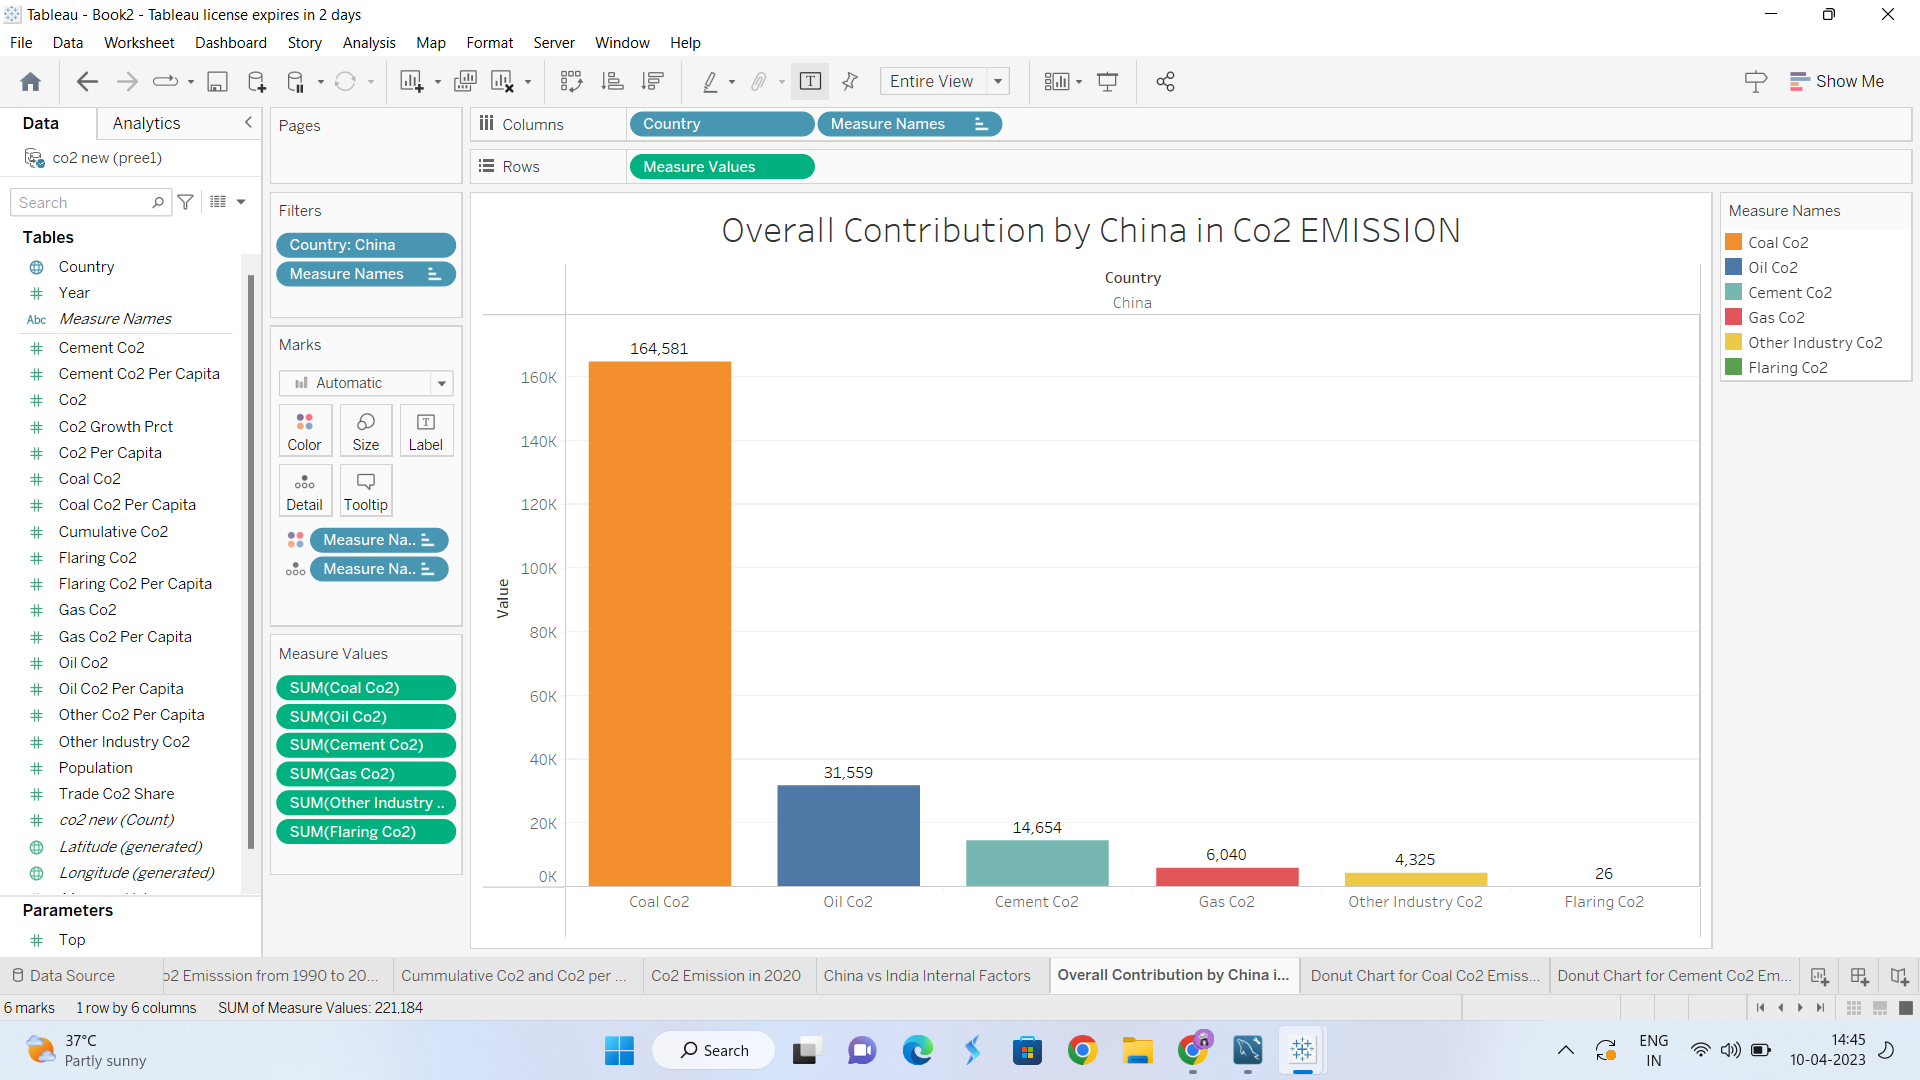 Tableau - Book2 - Tableau license expires in 2 days
File Data Worksheet Dashboard Story Analysis Map Format Server Window Help
Entire View
Show Me
Data Analytics
co2 new (pree1)
Search
Tables
Country
Year
Abc Measure Names
Cement Co2
Cement Co2 Per Capita
Co2
Co2 Growth Prct
Co2 Per Capita
Coal Co2
Coal Co2 Per Capita
Cumulative Co2
Flaring Co2
Flaring Co2 Per Capita
Gas Co2
Gas Co2 Per Capita
Oil Co2
Oil Co2 Per Capita
Other Co2 Per Capita
Other Industry Co2
Population
Trade Co2 Share
co2 new (Count)
Latitude (generated)
Longitude (generated)
Parameters
Top
Pages
Filters
Country: China
Measure Names
Marks
Automatic
Color Size Label
Detail Tooltip
Measure Na..
Measure Na..
Measure Values
SUM(Coal Co2)
SUM(Oil Co2)
SUM(Cement Co2)
SUM(Gas Co2)
SUM(Other Industry ..
SUM(Flaring Co2)
Columns Country Measure Names
Rows Measure Values
Overall Contribution by China in Co2 EMISSION
Country
China
Value
160K
140K
120K
100K
80K
60K
40K
20K
0K
164,581
31,559
14,654
6,040
4,325
26
Coal Co2 Oil Co2 Cement Co2 Gas Co2 Other Industry Co2 Flaring Co2
Measure Names
Coal Co2
Oil Co2
Cement Co2
Gas Co2
Other Industry Co2
Flaring Co2
Data Source o2 Emisssion from 1990 to 20... Cummulative Co2 and Co2 per ... Co2 Emission in 2020 China vs India Internal Factors Overall Contribution by China i... Donut Chart for Coal Co2 Emiss... Donut Chart for Cement Co2 Em...
6 marks 1 row by 6 columns SUM of Measure Values: 221,184
37°C
Partly sunny
Search
ENG
IN
14:45
10-04-2023